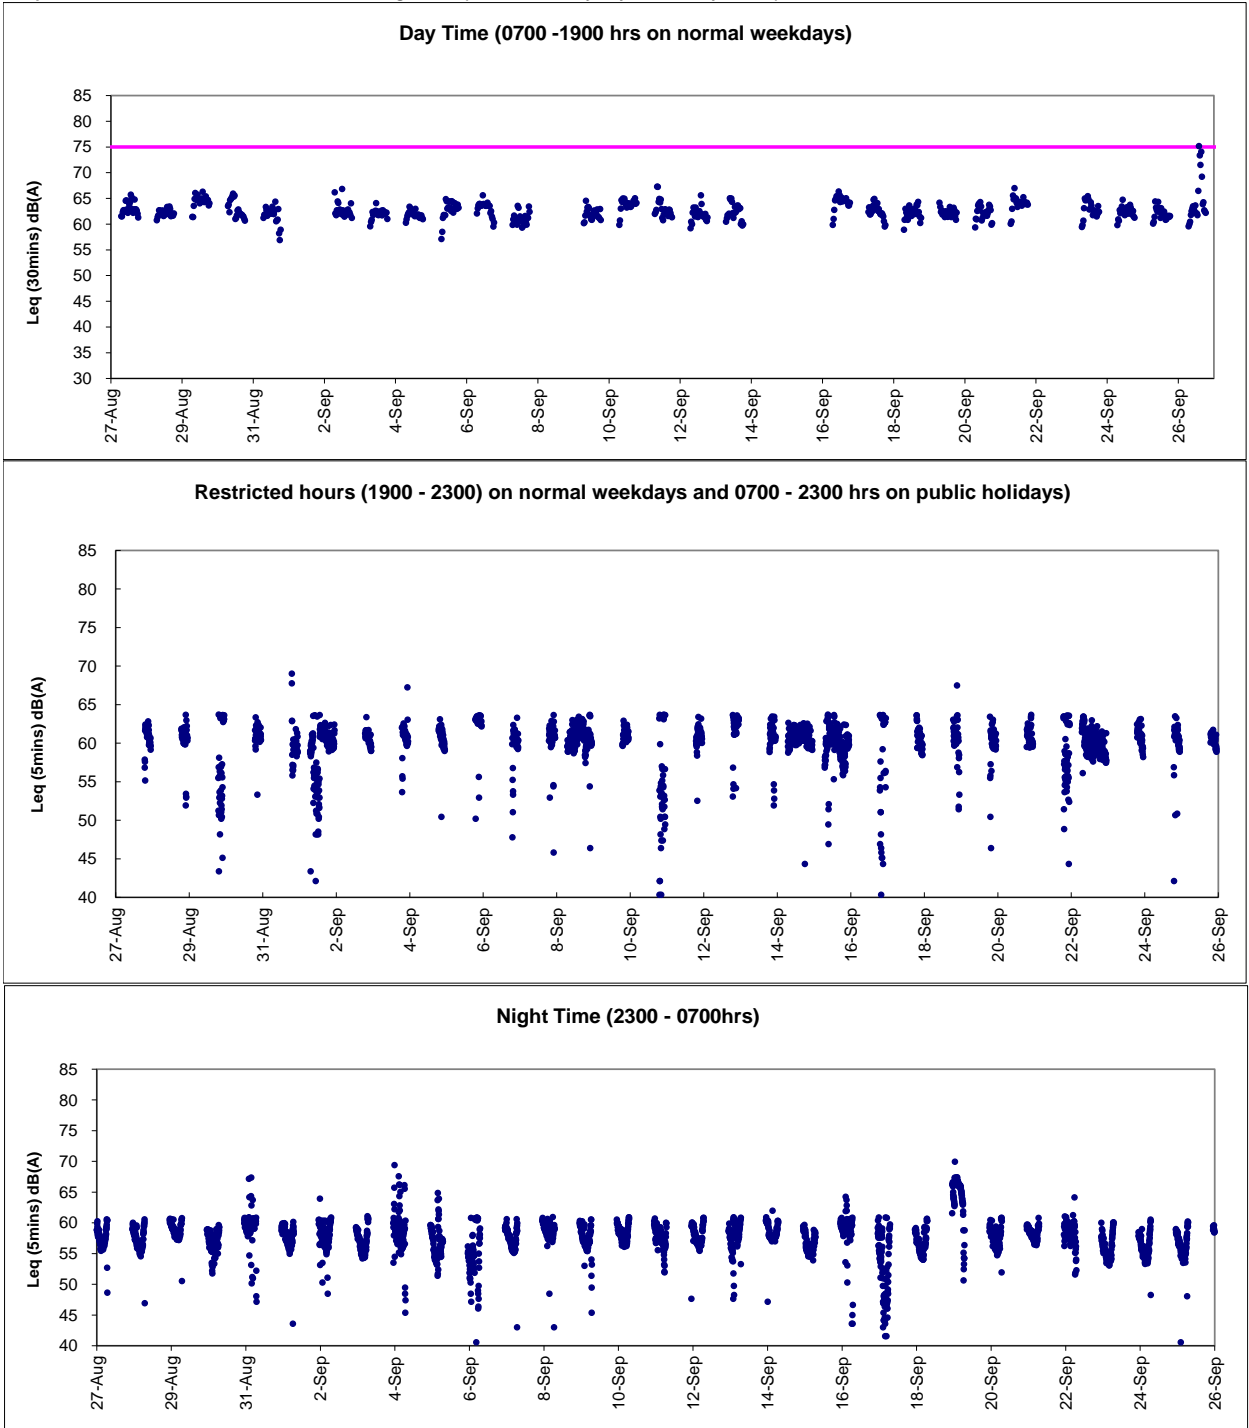 Day Time (0700 -1900 hrs on normal weekdays)
Leq (30mins) dB(A)
85
80
75
70
65
60
55
50
45
40
35
30
27-Aug
29-Aug
31-Aug
2-Sep
4-Sep
6-Sep
8-Sep
10-Sep
12-Sep
14-Sep
16-Sep
18-Sep
20-Sep
22-Sep
24-Sep
26-Sep
Restricted hours (1900 - 2300) on normal weekdays and 0700 - 2300 hrs on public holidays)
Leq (5mins) dB(A)
85
80
75
70
65
60
55
50
45
40
27-Aug
29-Aug
31-Aug
2-Sep
4-Sep
6-Sep
8-Sep
10-Sep
12-Sep
14-Sep
16-Sep
18-Sep
20-Sep
22-Sep
24-Sep
26-Sep
Night Time (2300 - 0700hrs)
Leq (5mins) dB(A)
85
80
75
70
65
60
55
50
45
40
27-Aug
29-Aug
31-Aug
2-Sep
4-Sep
6-Sep
8-Sep
10-Sep
12-Sep
14-Sep
16-Sep
18-Sep
20-Sep
22-Sep
24-Sep
26-Sep